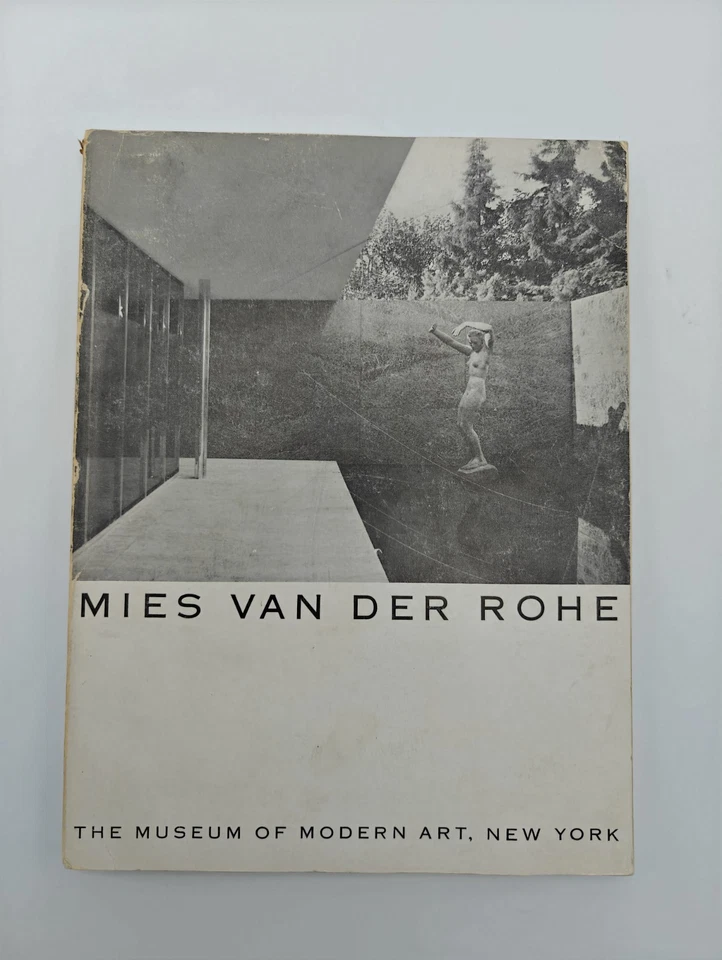 MIES VAN DER ROHE
THE MUSEUM OF MODERN ART, NEW YORK